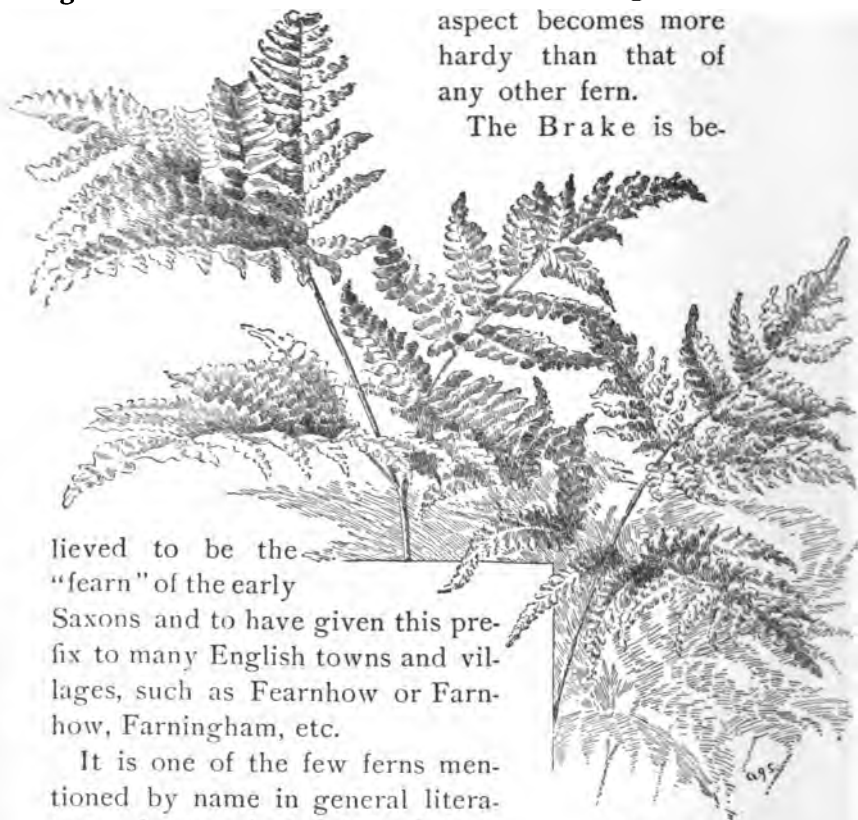 aspect becomes more
hardy than that of
any other fern.
The Brake is be-
lieved to be the
"fearn" of the early
Saxons and to have given this pre-
fix to many English towns and vil-
lages, such as Fearnhow or Farn-
how, Farningham, etc.
It is one of the few ferns men-
tioned by name in general litera-
a.g.s.